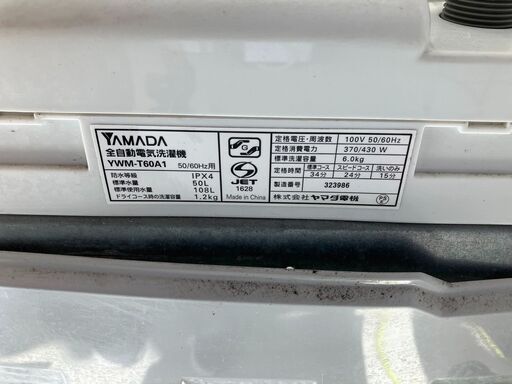 YAMADA
全自動電気洗濯機
YWM-T60A1
50/60Hz用
防水等級 IPX4
標準水量 50L
標準使用水量 108L
ドライコース時の洗濯容量 1.2kg
JET
1628
Made in China
定格電圧・周波数 100V 50/60Hz
定格消費電力 370/430 W
標準洗濯容量 6.0kg
定格時間 標準コース スピードコース 洗いのみ
34分 24分 15分
製造番号 323986
株式会社 ヤマダ電機